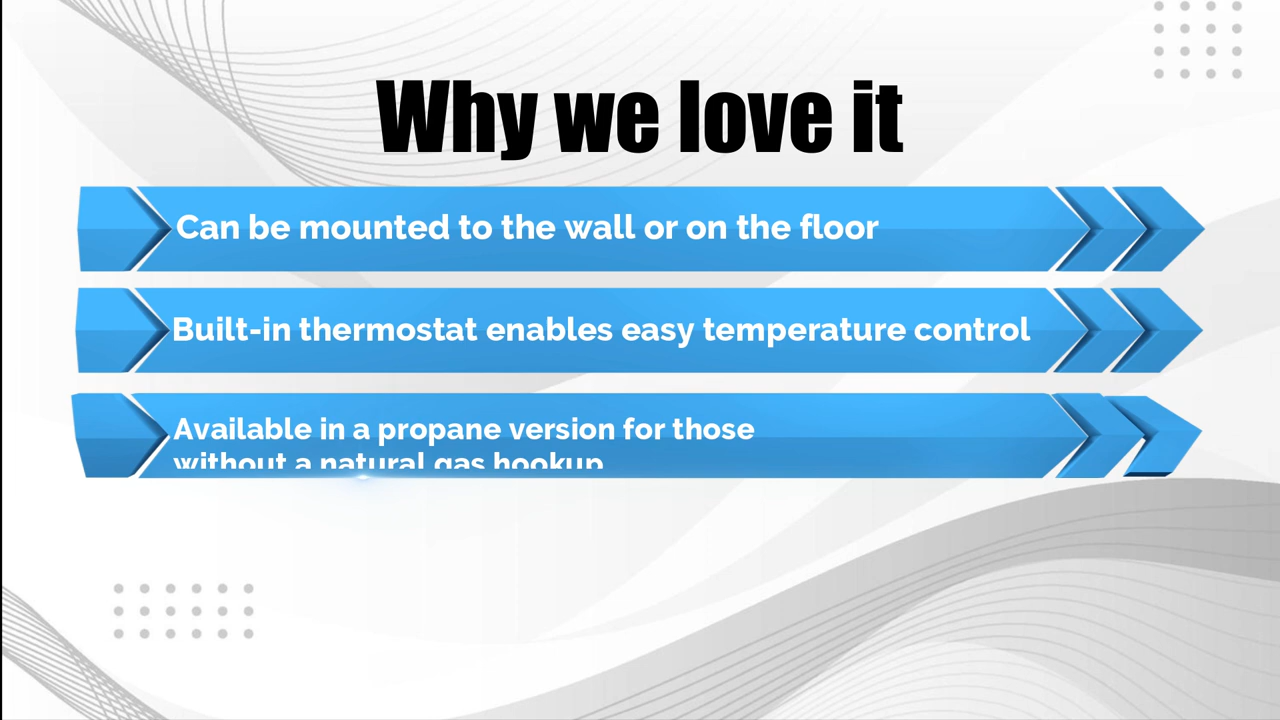 Why we love it
Can be mounted to the wall or on the floor
Built-in thermostat enables easy temperature control
Available in a propane version for those
without a natural gas hookup